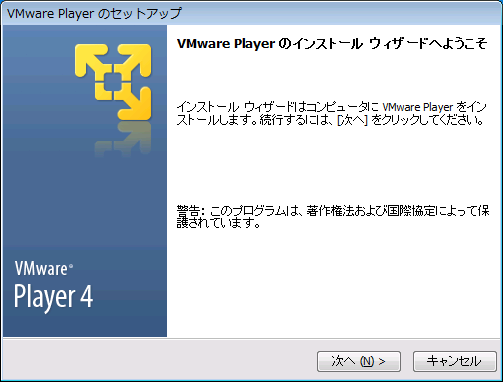 VMware Player のセットアップ
VMware Player のインストール ウィザードへようこそ
インストール ウィザードはコンピュータに VMware Player をイン
ストールします。続行するには、[次へ] をクリックしてください。
警告: このプログラムは、著作権法および国際協定によって保
護されています。
VMware®
Player 4
次へ (N) >
キャンセル